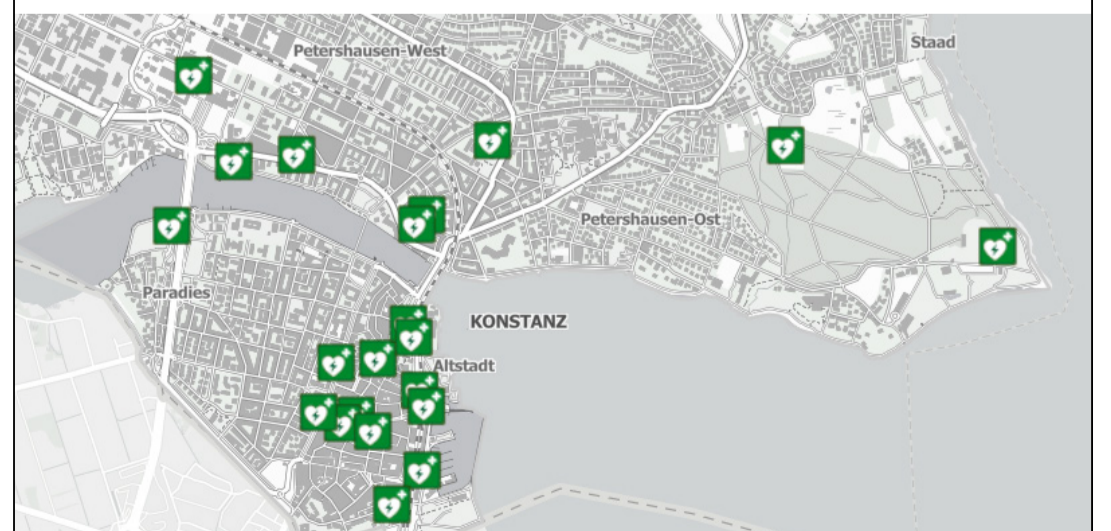 Petershausen-West
Staad
Petershausen-Ost
Paradies
KONSTANZ
Altstadt